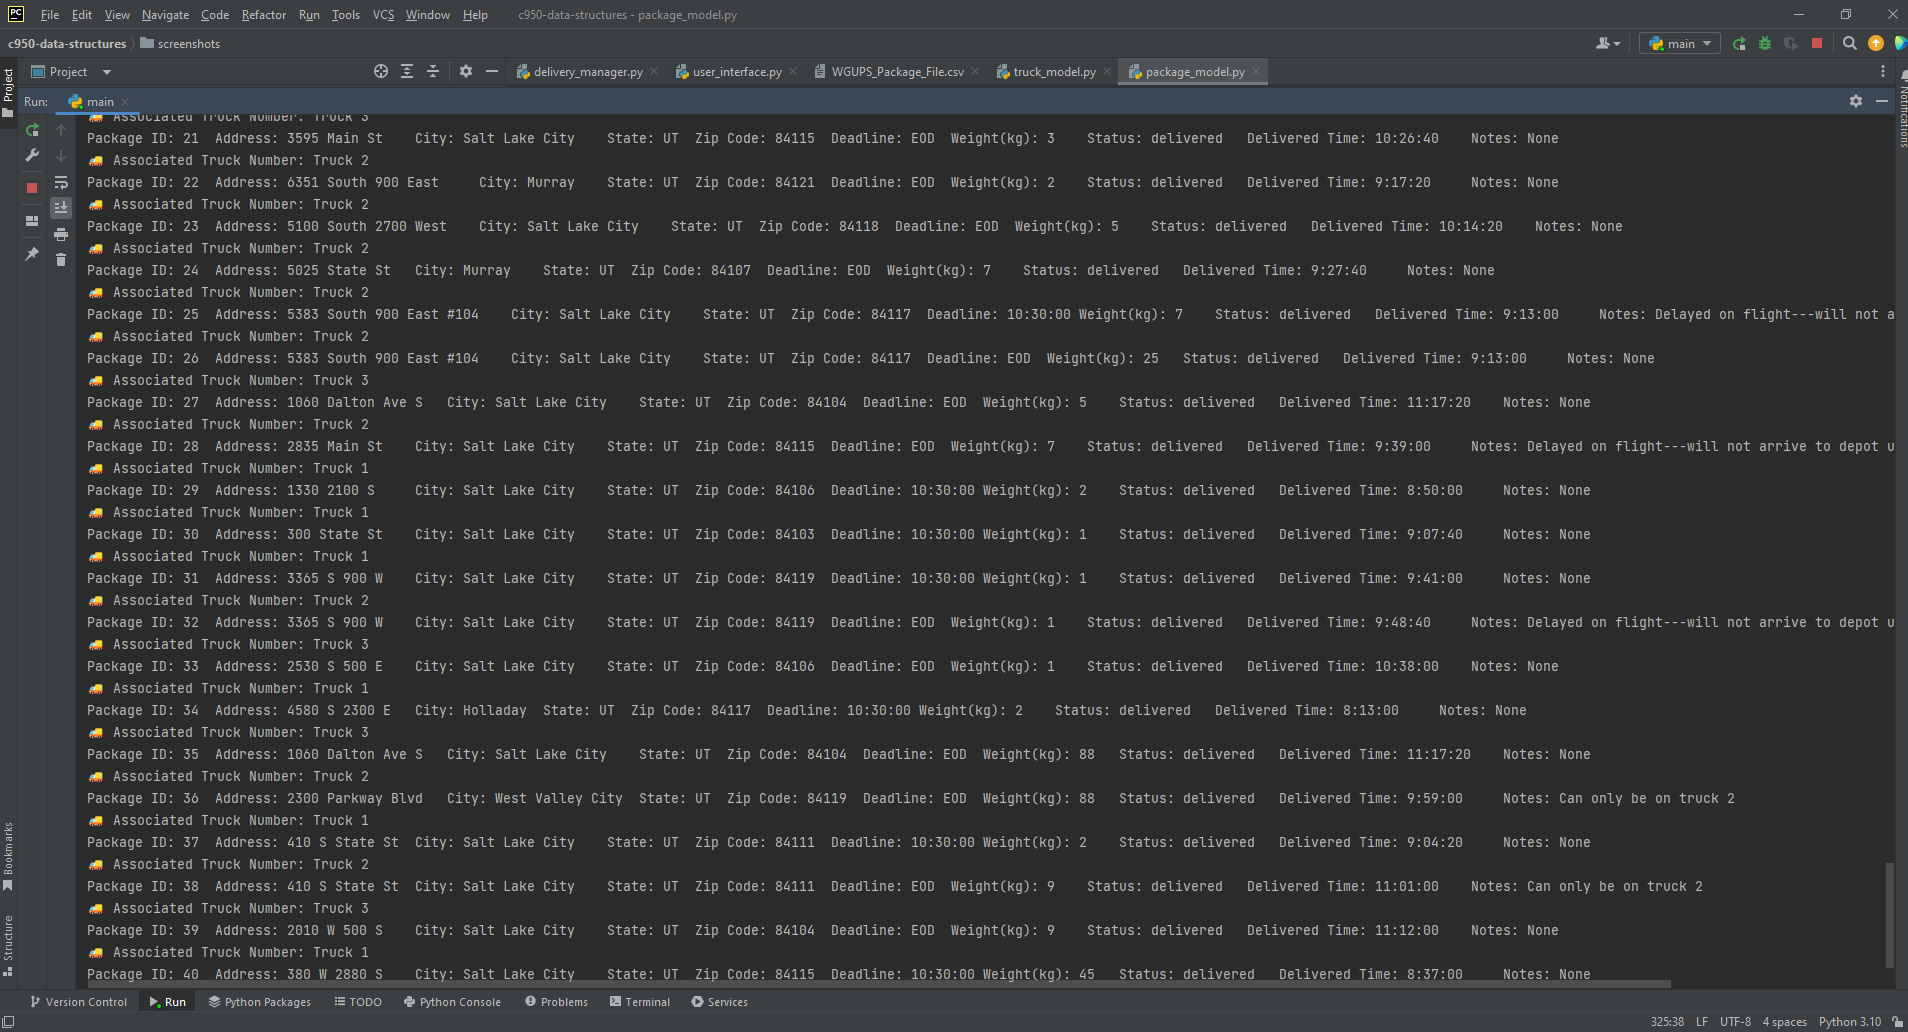 PC File Edit View Navigate Code Refactor Run Tools VCS Window Help c950-data-structures - package_model.py
c950-data-structures screenshots main
Project delivery_manager.py user_interface.py WGUPS_Package_File.csv truck_model.py package_model.py
Run: main
Associated Truck Number: Truck 3
Package ID: 21 Address: 3595 Main St City: Salt Lake City State: UT Zip Code: 84115 Deadline: EOD Weight(kg): 3 Status: delivered Delivered Time: 10:26:40 Notes: None
Associated Truck Number: Truck 2
Package ID: 22 Address: 6351 South 900 East City: Murray State: UT Zip Code: 84121 Deadline: EOD Weight(kg): 2 Status: delivered Delivered Time: 9:17:20 Notes: None
Associated Truck Number: Truck 2
Package ID: 23 Address: 5100 South 2700 West City: Salt Lake City State: UT Zip Code: 84118 Deadline: EOD Weight(kg): 5 Status: delivered Delivered Time: 10:14:20 Notes: None
Associated Truck Number: Truck 2
Package ID: 24 Address: 5025 State St City: Murray State: UT Zip Code: 84107 Deadline: EOD Weight(kg): 7 Status: delivered Delivered Time: 9:27:40 Notes: None
Associated Truck Number: Truck 2
Package ID: 25 Address: 5383 South 900 East #104 City: Salt Lake City State: UT Zip Code: 84117 Deadline: 10:30:00 Weight(kg): 7 Status: delivered Delivered Time: 9:13:00 Notes: Delayed on flight---will not a
Associated Truck Number: Truck 2
Package ID: 26 Address: 5383 South 900 East #104 City: Salt Lake City State: UT Zip Code: 84117 Deadline: EOD Weight(kg): 25 Status: delivered Delivered Time: 9:13:00 Notes: None
Associated Truck Number: Truck 3
Package ID: 27 Address: 1060 Dalton Ave S City: Salt Lake City State: UT Zip Code: 84104 Deadline: EOD Weight(kg): 5 Status: delivered Delivered Time: 11:17:20 Notes: None
Associated Truck Number: Truck 2
Package ID: 28 Address: 2835 Main St City: Salt Lake City State: UT Zip Code: 84115 Deadline: EOD Weight(kg): 7 Status: delivered Delivered Time: 9:39:00 Notes: Delayed on flight---will not arrive to depot u
Associated Truck Number: Truck 1
Package ID: 29 Address: 1330 2100 S City: Salt Lake City State: UT Zip Code: 84106 Deadline: 10:30:00 Weight(kg): 2 Status: delivered Delivered Time: 8:50:00 Notes: None
Associated Truck Number: Truck 1
Package ID: 30 Address: 300 State St City: Salt Lake City State: UT Zip Code: 84103 Deadline: 10:30:00 Weight(kg): 1 Status: delivered Delivered Time: 9:07:40 Notes: None
Associated Truck Number: Truck 1
Package ID: 31 Address: 3365 S 900 W City: Salt Lake City State: UT Zip Code: 84119 Deadline: 10:30:00 Weight(kg): 1 Status: delivered Delivered Time: 9:41:00 Notes: None
Associated Truck Number: Truck 2
Package ID: 32 Address: 3365 S 900 W City: Salt Lake City State: UT Zip Code: 84119 Deadline: EOD Weight(kg): 1 Status: delivered Delivered Time: 9:48:40 Notes: Delayed on flight---will not arrive to depot u
Associated Truck Number: Truck 3
Package ID: 33 Address: 2530 S 500 E City: Salt Lake City State: UT Zip Code: 84106 Deadline: EOD Weight(kg): 1 Status: delivered Delivered Time: 10:38:00 Notes: None
Associated Truck Number: Truck 1
Package ID: 34 Address: 4580 S 2300 E City: Holladay State: UT Zip Code: 84117 Deadline: 10:30:00 Weight(kg): 2 Status: delivered Delivered Time: 8:13:00 Notes: None
Associated Truck Number: Truck 3
Package ID: 35 Address: 1060 Dalton Ave S City: Salt Lake City State: UT Zip Code: 84104 Deadline: EOD Weight(kg): 88 Status: delivered Delivered Time: 11:17:20 Notes: None
Associated Truck Number: Truck 2
Package ID: 36 Address: 2300 Parkway Blvd City: West Valley City State: UT Zip Code: 84119 Deadline: EOD Weight(kg): 88 Status: delivered Delivered Time: 9:59:00 Notes: Can only be on truck 2
Associated Truck Number: Truck 1
Package ID: 37 Address: 410 S State St City: Salt Lake City State: UT Zip Code: 84111 Deadline: 10:30:00 Weight(kg): 2 Status: delivered Delivered Time: 9:04:20 Notes: None
Associated Truck Number: Truck 2
Package ID: 38 Address: 410 S State St City: Salt Lake City State: UT Zip Code: 84111 Deadline: EOD Weight(kg): 9 Status: delivered Delivered Time: 11:01:00 Notes: Can only be on truck 2
Associated Truck Number: Truck 3
Package ID: 39 Address: 2010 W 500 S City: Salt Lake City State: UT Zip Code: 84104 Deadline: EOD Weight(kg): 9 Status: delivered Delivered Time: 11:12:00 Notes: None
Associated Truck Number: Truck 1
Package ID: 40 Address: 380 W 2880 S City: Salt Lake City State: UT Zip Code: 84115 Deadline: 10:30:00 Weight(kg): 45 Status: delivered Delivered Time: 8:37:00 Notes: None
Project
Bookmarks
Structure
Notifications
Version Control Run Python Packages TODO Python Console Problems Terminal Services
325:38 LF UTF-8 4 spaces Python 3.10